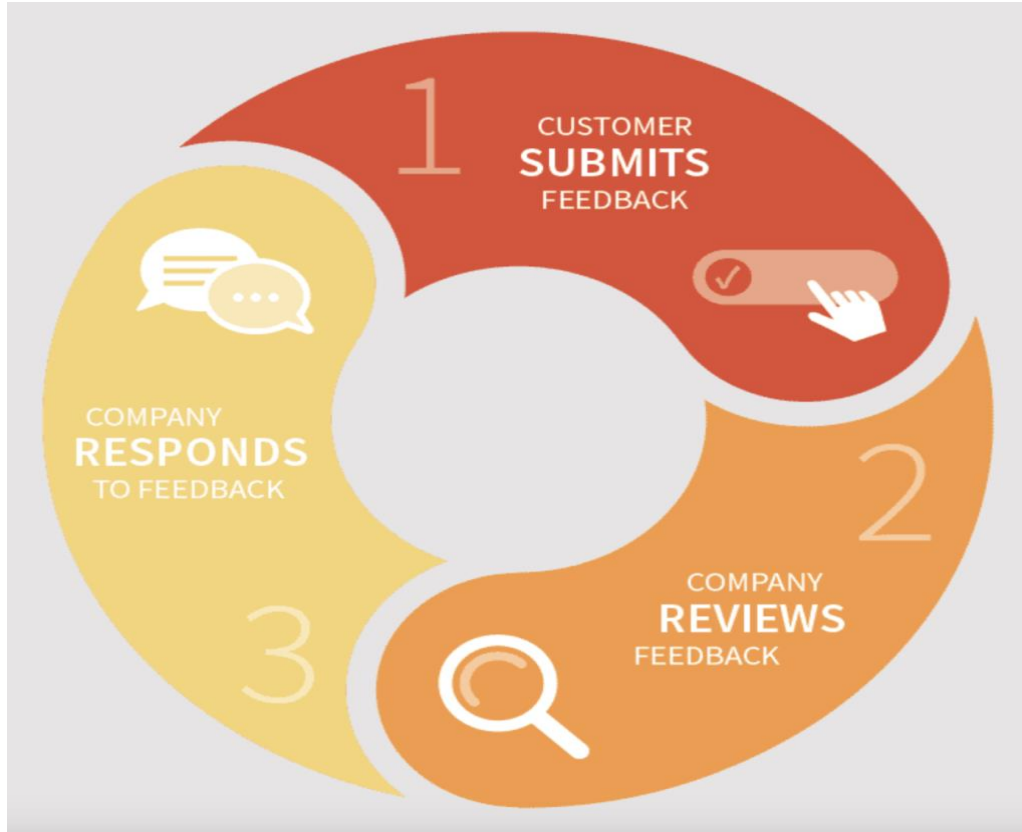 1
CUSTOMER
SUBMITS
FEEDBACK
2
COMPANY
REVIEWS
FEEDBACK
COMPANY
RESPONDS
TO FEEDBACK
3